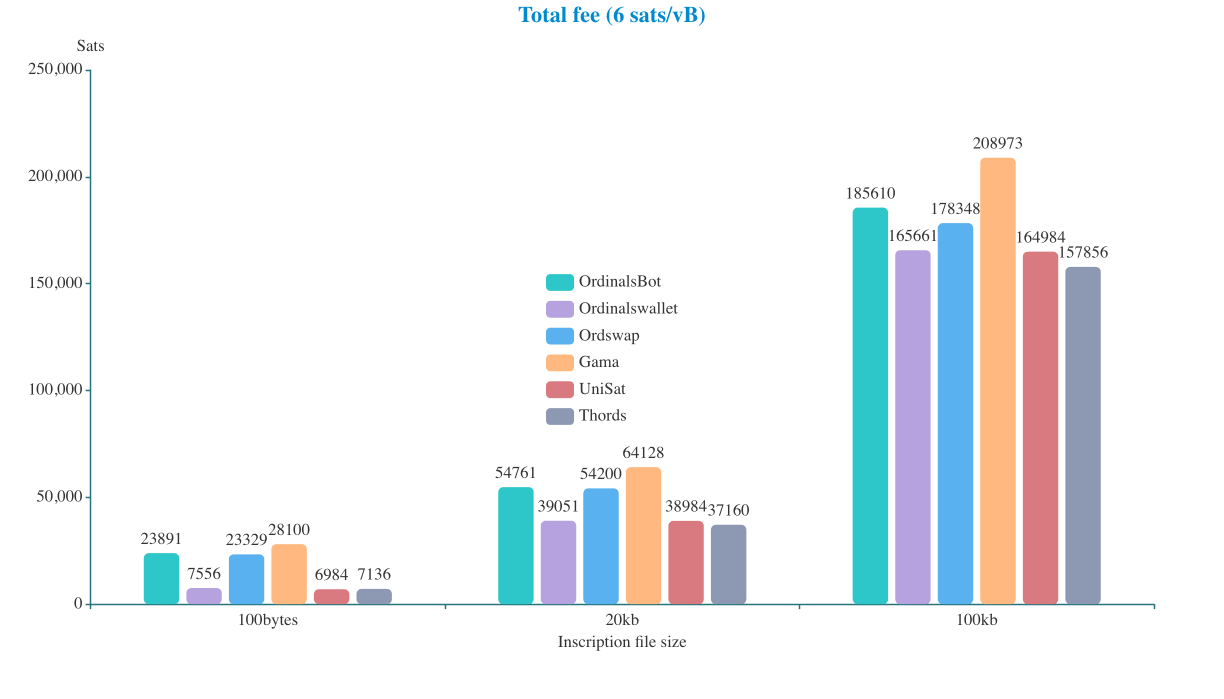 Total fee (6 sats/vB)
Sats
250,000
200,000
150,000
100,000
50,000
0
23891
7556
23329
28100
6984
7136
54761
39051
54200
64128
38984
37160
185610
165661
178348
208973
164984
157856
OrdinalsBot
Ordinalswallet
Ordswap
Gama
UniSat
Thords
100bytes
20kb
100kb
Inscription file size